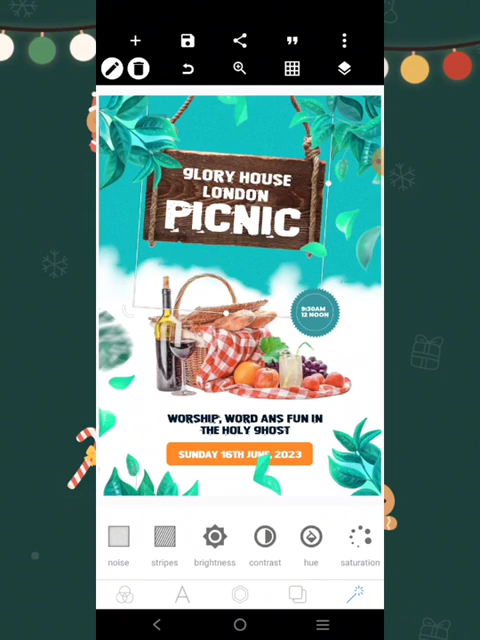 GLORY HOUSE
LONDON
PICNIC
9:30AM
12 NOON
WORSHIP, WORD ANS FUN IN
THE HOLY GHOST
SUNDAY 16TH JUNE, 2023
noise
stripes
brightness
contrast
hue
saturation